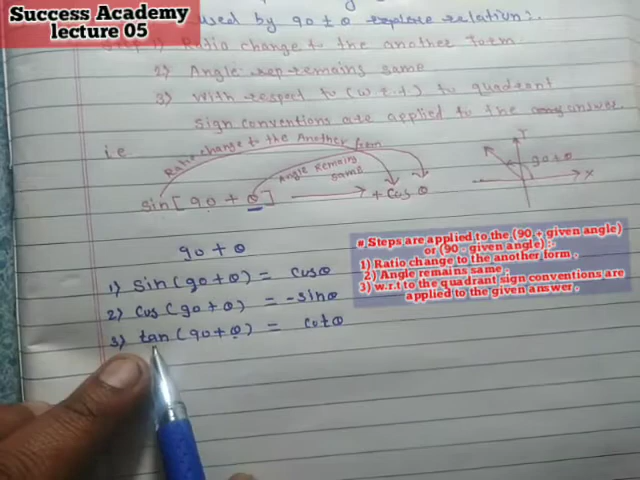 Success Academy
lecture 05
used by 90 ± θ explore relation:
Step 1) Ratio change to the another form
2) Angle remains same
3) With respect to (w.r.t) to quadrant
sign conventions are applied to the answer.
i.e.
Ratio change to the Another form
Angle Remains
same
sin[90 + θ] → + Cos θ
Y
90+θ
X
90 + θ
1) sin(90+θ) = cosθ
2) cos(90+θ) = -sinθ
3) tan(90+θ) = cotθ
# Steps are applied to the (90 + given angle)
or (90 - given angle) :-
1) Ratio change to the another form .
2) Angle remains same .
3) w.r.t to the quadrant sign conventions are
applied to the given answer .